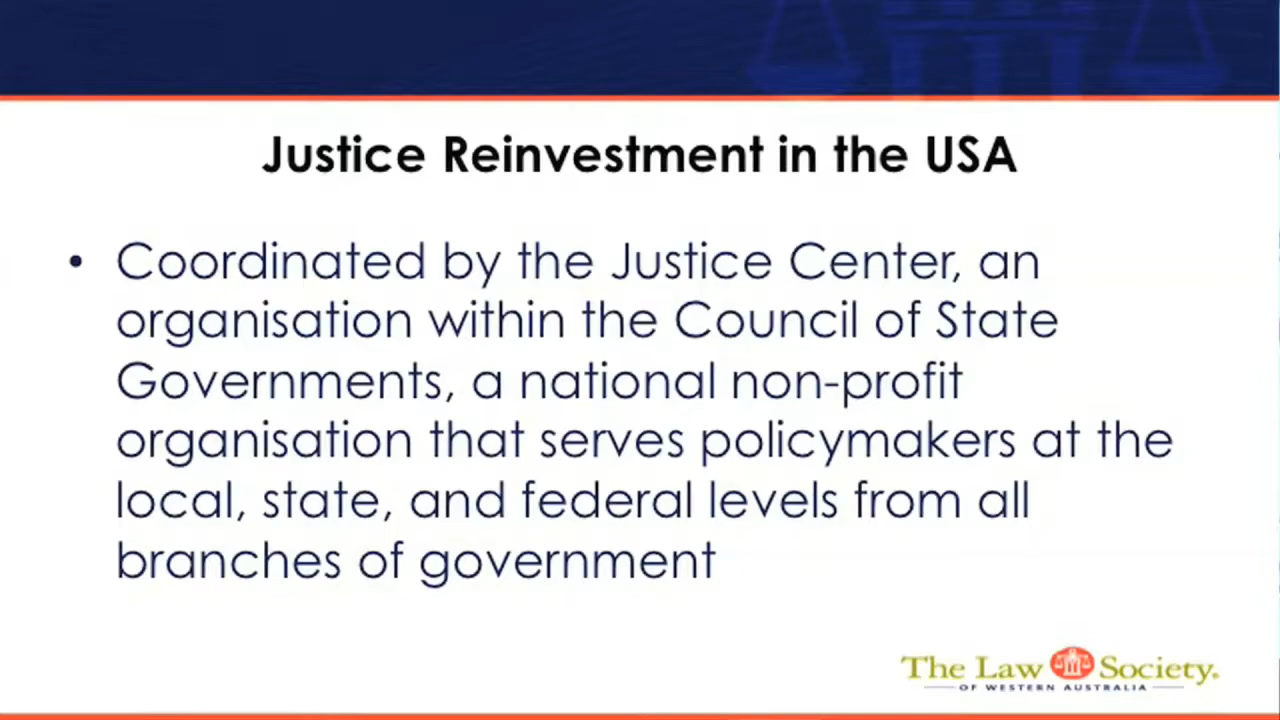 Justice Reinvestment in the USA
• Coordinated by the Justice Center, an
organisation within the Council of State
Governments, a national non-profit
organisation that serves policymakers at the
local, state, and federal levels from all
branches of government
The Law Society.
OF WESTERN AUSTRALIA